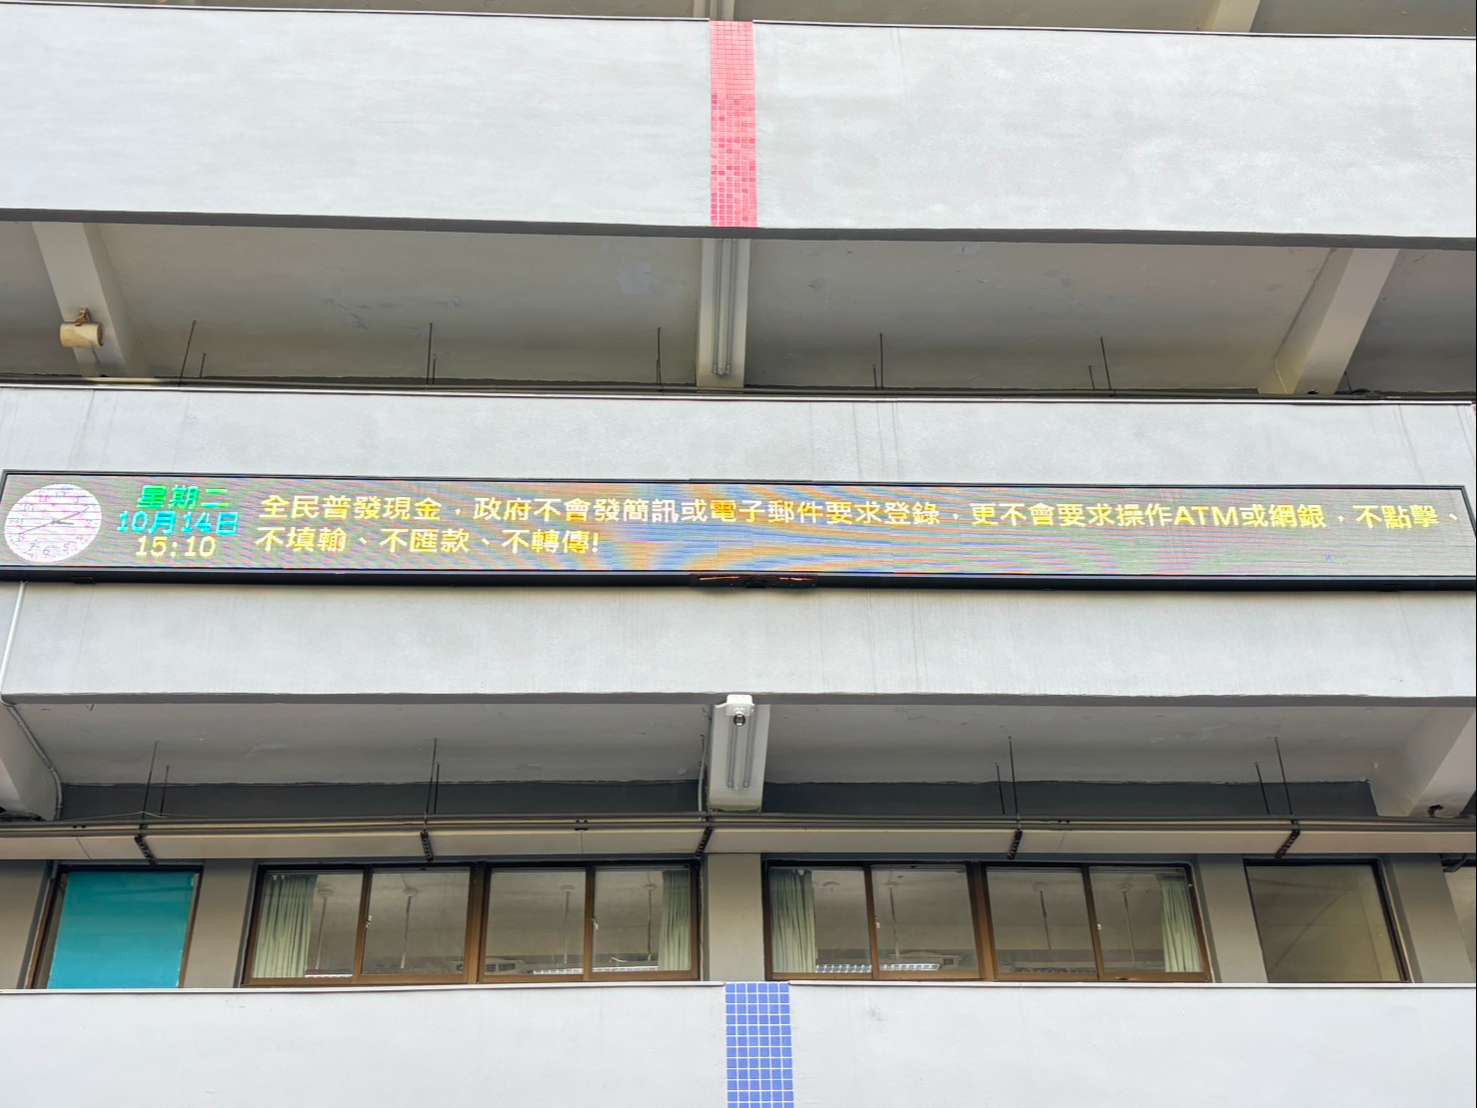 星期二
10月14日
15:10
全民普發現金，政府不會發簡訊或電子郵件要求登錄，更不會要求操作ATM或網銀，不點擊、
不填輸、不匯款、不轉傳!